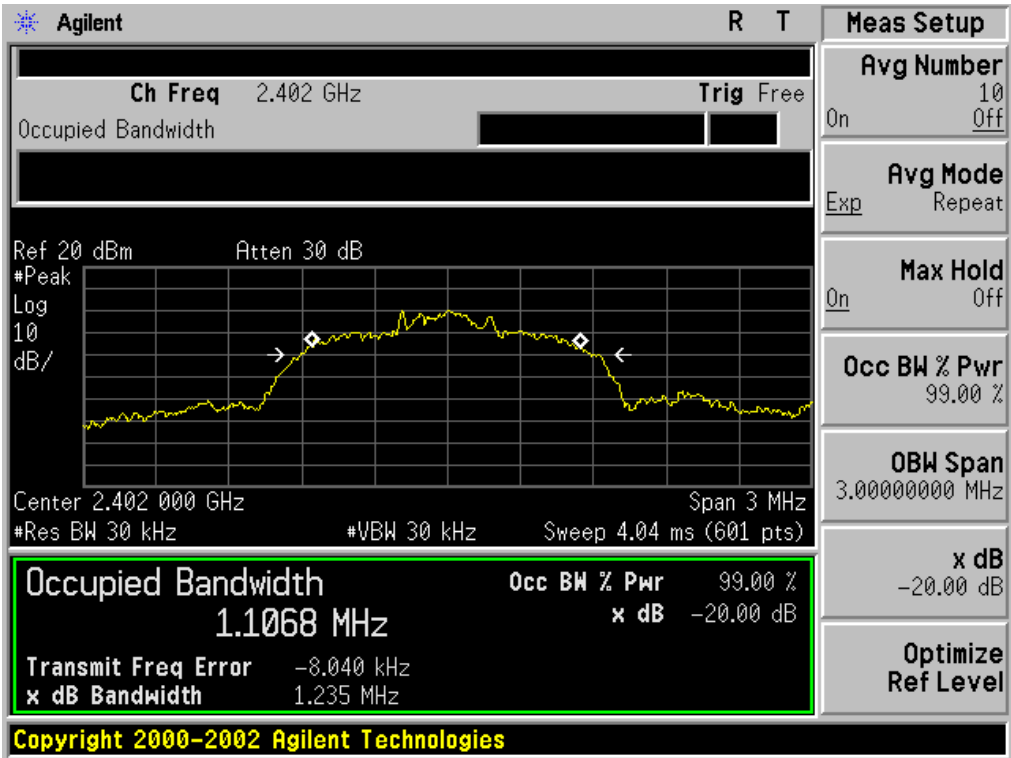 Agilent R T
Ch Freq 2.402 GHz Trig Free
Occupied Bandwidth
Ref 20 dBm Atten 30 dB
#Peak
Log
10
dB/
Center 2.402 000 GHz Span 3 MHz
#Res BW 30 kHz #VBW 30 kHz Sweep 4.04 ms (601 pts)
Occupied Bandwidth Occ BW % Pwr 99.00 %
1.1068 MHz x dB -20.00 dB
Transmit Freq Error -8.040 kHz
x dB Bandwidth 1.235 MHz
Copyright 2000-2002 Agilent Technologies
Meas Setup
Avg Number
10
On Off
Avg Mode
Exp Repeat
Max Hold
On Off
Occ BW % Pwr
99.00 %
OBW Span
3.00000000 MHz
x dB
-20.00 dB
Optimize
Ref Level